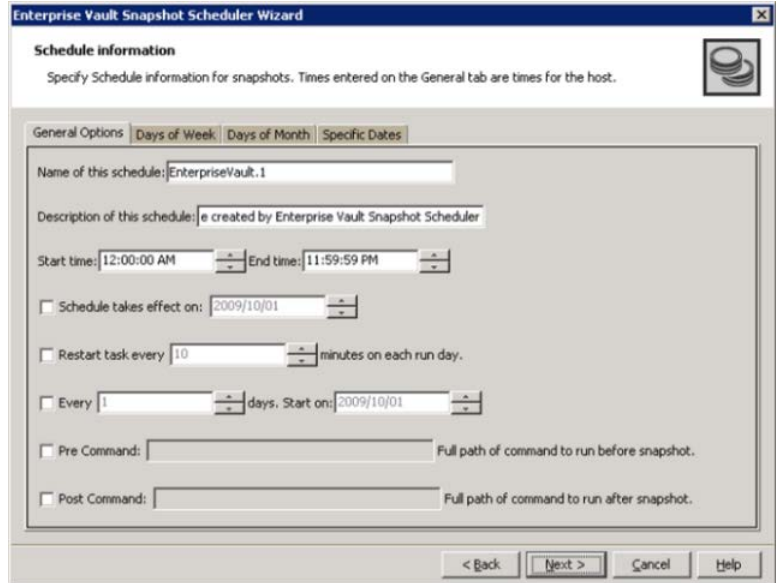 Enterprise Vault Snapshot Scheduler Wizard
Schedule information
Specify Schedule information for snapshots. Times entered on the General tab are times for the host.
General Options Days of Week Days of Month Specific Dates
Name of this schedule: EnterpriseVault.1
Description of this schedule: e created by Enterprise Vault Snapshot Scheduler
Start time: 12:00:00 AM End time: 11:59:59 PM
Schedule takes effect on: 2009/10/01
Restart task every 10 minutes on each run day.
Every 1 days. Start on: 2009/10/01
Pre Command: Full path of command to run before snapshot.
Post Command: Full path of command to run after snapshot.
< Back Next > Cancel Help